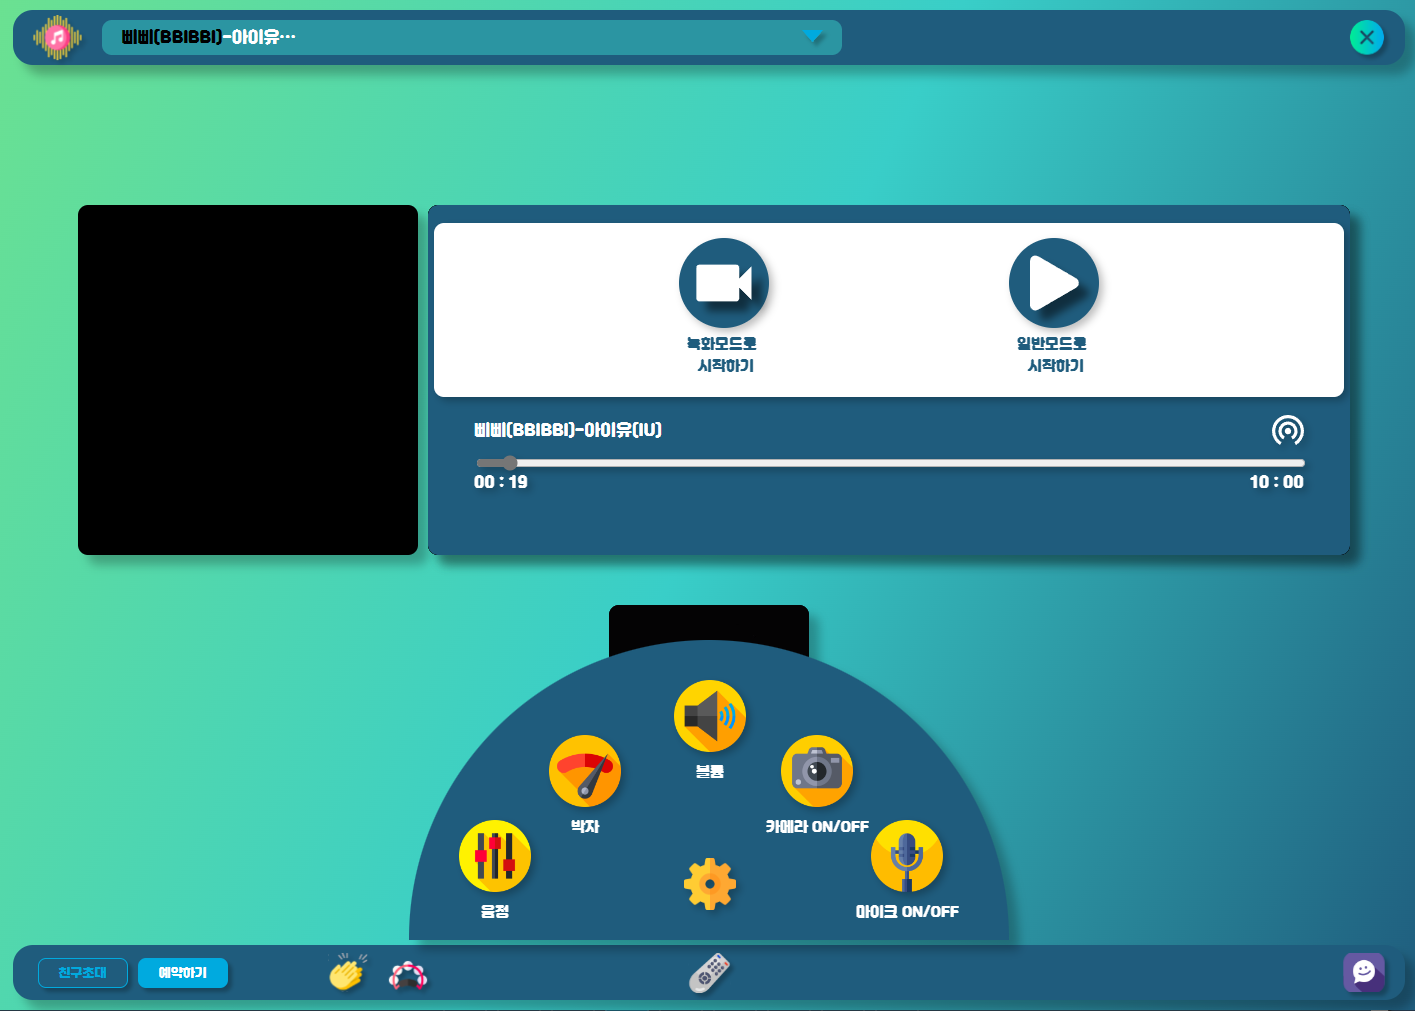 삐삐(BBIBBI)-아이유…
녹화모드로
시작하기
일반모드로
시작하기
삐삐(BBIBBI)-아이유(IU)
00 : 19
10 : 00
볼륨
박자
카메라 ON/OFF
음정
마이크 ON/OFF
친구초대
예약하기